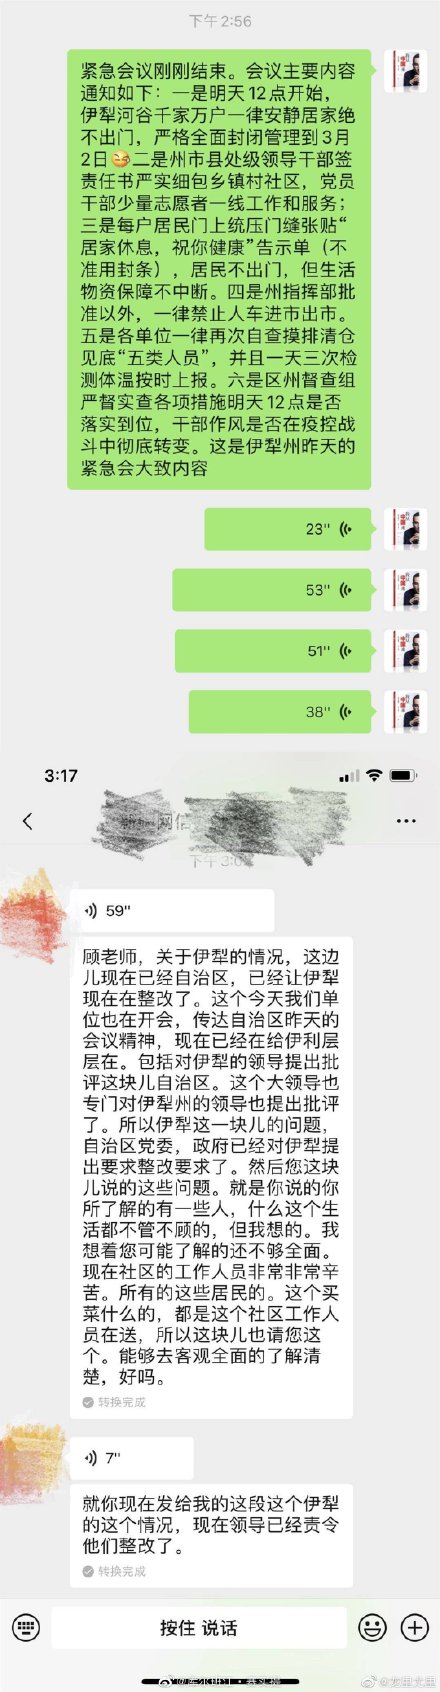 下午 2:56
紧急会议刚刚结束。会议主要内容
通知如下：一是明天12点开始，
伊犁河谷千家万户一律安静居家绝
不出门，严格全面封闭管理到3月
2日😏二是州市县处级领导干部签
责任书严实细包乡镇村社区，党员
干部少量志愿者一线工作和服务；
三是每户居民门上统压门缝张贴“
居家休息，祝你健康”告示单（不
准用封条），居民不出门，但生活
物资保障不中断。四是州指挥部批
准以外，一律禁止人车进市出市。
五是各单位一律再次自查摸排清仓
见底“五类人员”，并且一天三次检
测体温按时上报。六是区州督查组
严督实查各项措施明天12点是否
落实到位，干部作风是否在疫控战
斗中彻底转变。这是伊犁州昨天的
紧急会大致内容
23"
53"
51"
38"
3:17
网信
下午 3:0
59"
顾老师，关于伊犁的情况，这边
儿现在已经自治区，已经让伊犁
现在在整改了。这个今天我们单
位也在开会，传达自治区昨天的
会议精神，现在已经在给伊利层
层在。包括对伊犁的领导提出批
评这块儿自治区。这个大领导也
专门对伊犁州的领导也提出批评
了。所以伊犁这一块儿的问题，
自治区党委，政府已经对伊犁提
出要求整改要求了。然后您这块
儿说的这些问题。就是你说的你
所了解的有一些人，什么这个生
活都不管不顾的，但我想的。我
想着您可能了解的还不够全面。
现在社区的工作人员非常非常辛
苦。所有的这些居民的。这个买
菜什么的，都是这个社区工作人
员在送，所以这块儿也请您这
个。能够去客观全面的了解清
楚，好吗。
转换完成
7"
就你现在发给我的这段这个伊犁
的这个情况，现在领导已经责令
他们整改了。
转换完成
按住 说话